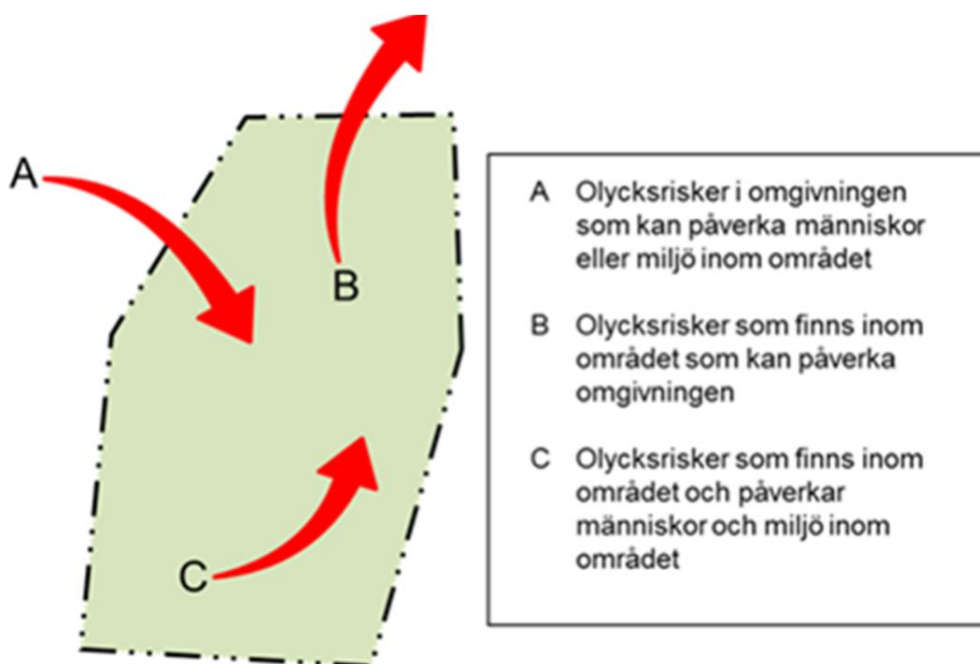 A
B
C
A Olycksrisker i omgivningen
som kan påverka människor
eller miljö inom området
B Olycksrisker som finns inom
området som kan påverka
omgivningen
C Olycksrisker som finns inom
området och påverkar
människor och miljö inom
området